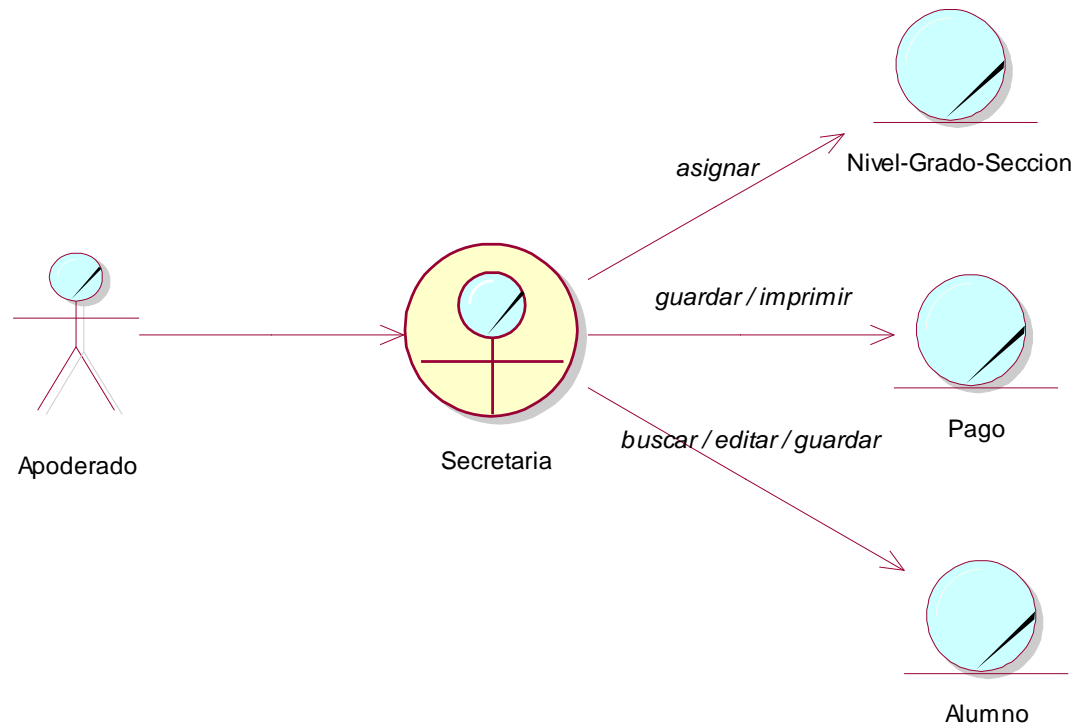 asignar
Nivel-Grado-Seccion
guardar / imprimir
Apoderado
Secretaria
Pago
buscar / editar / guardar
Alumno